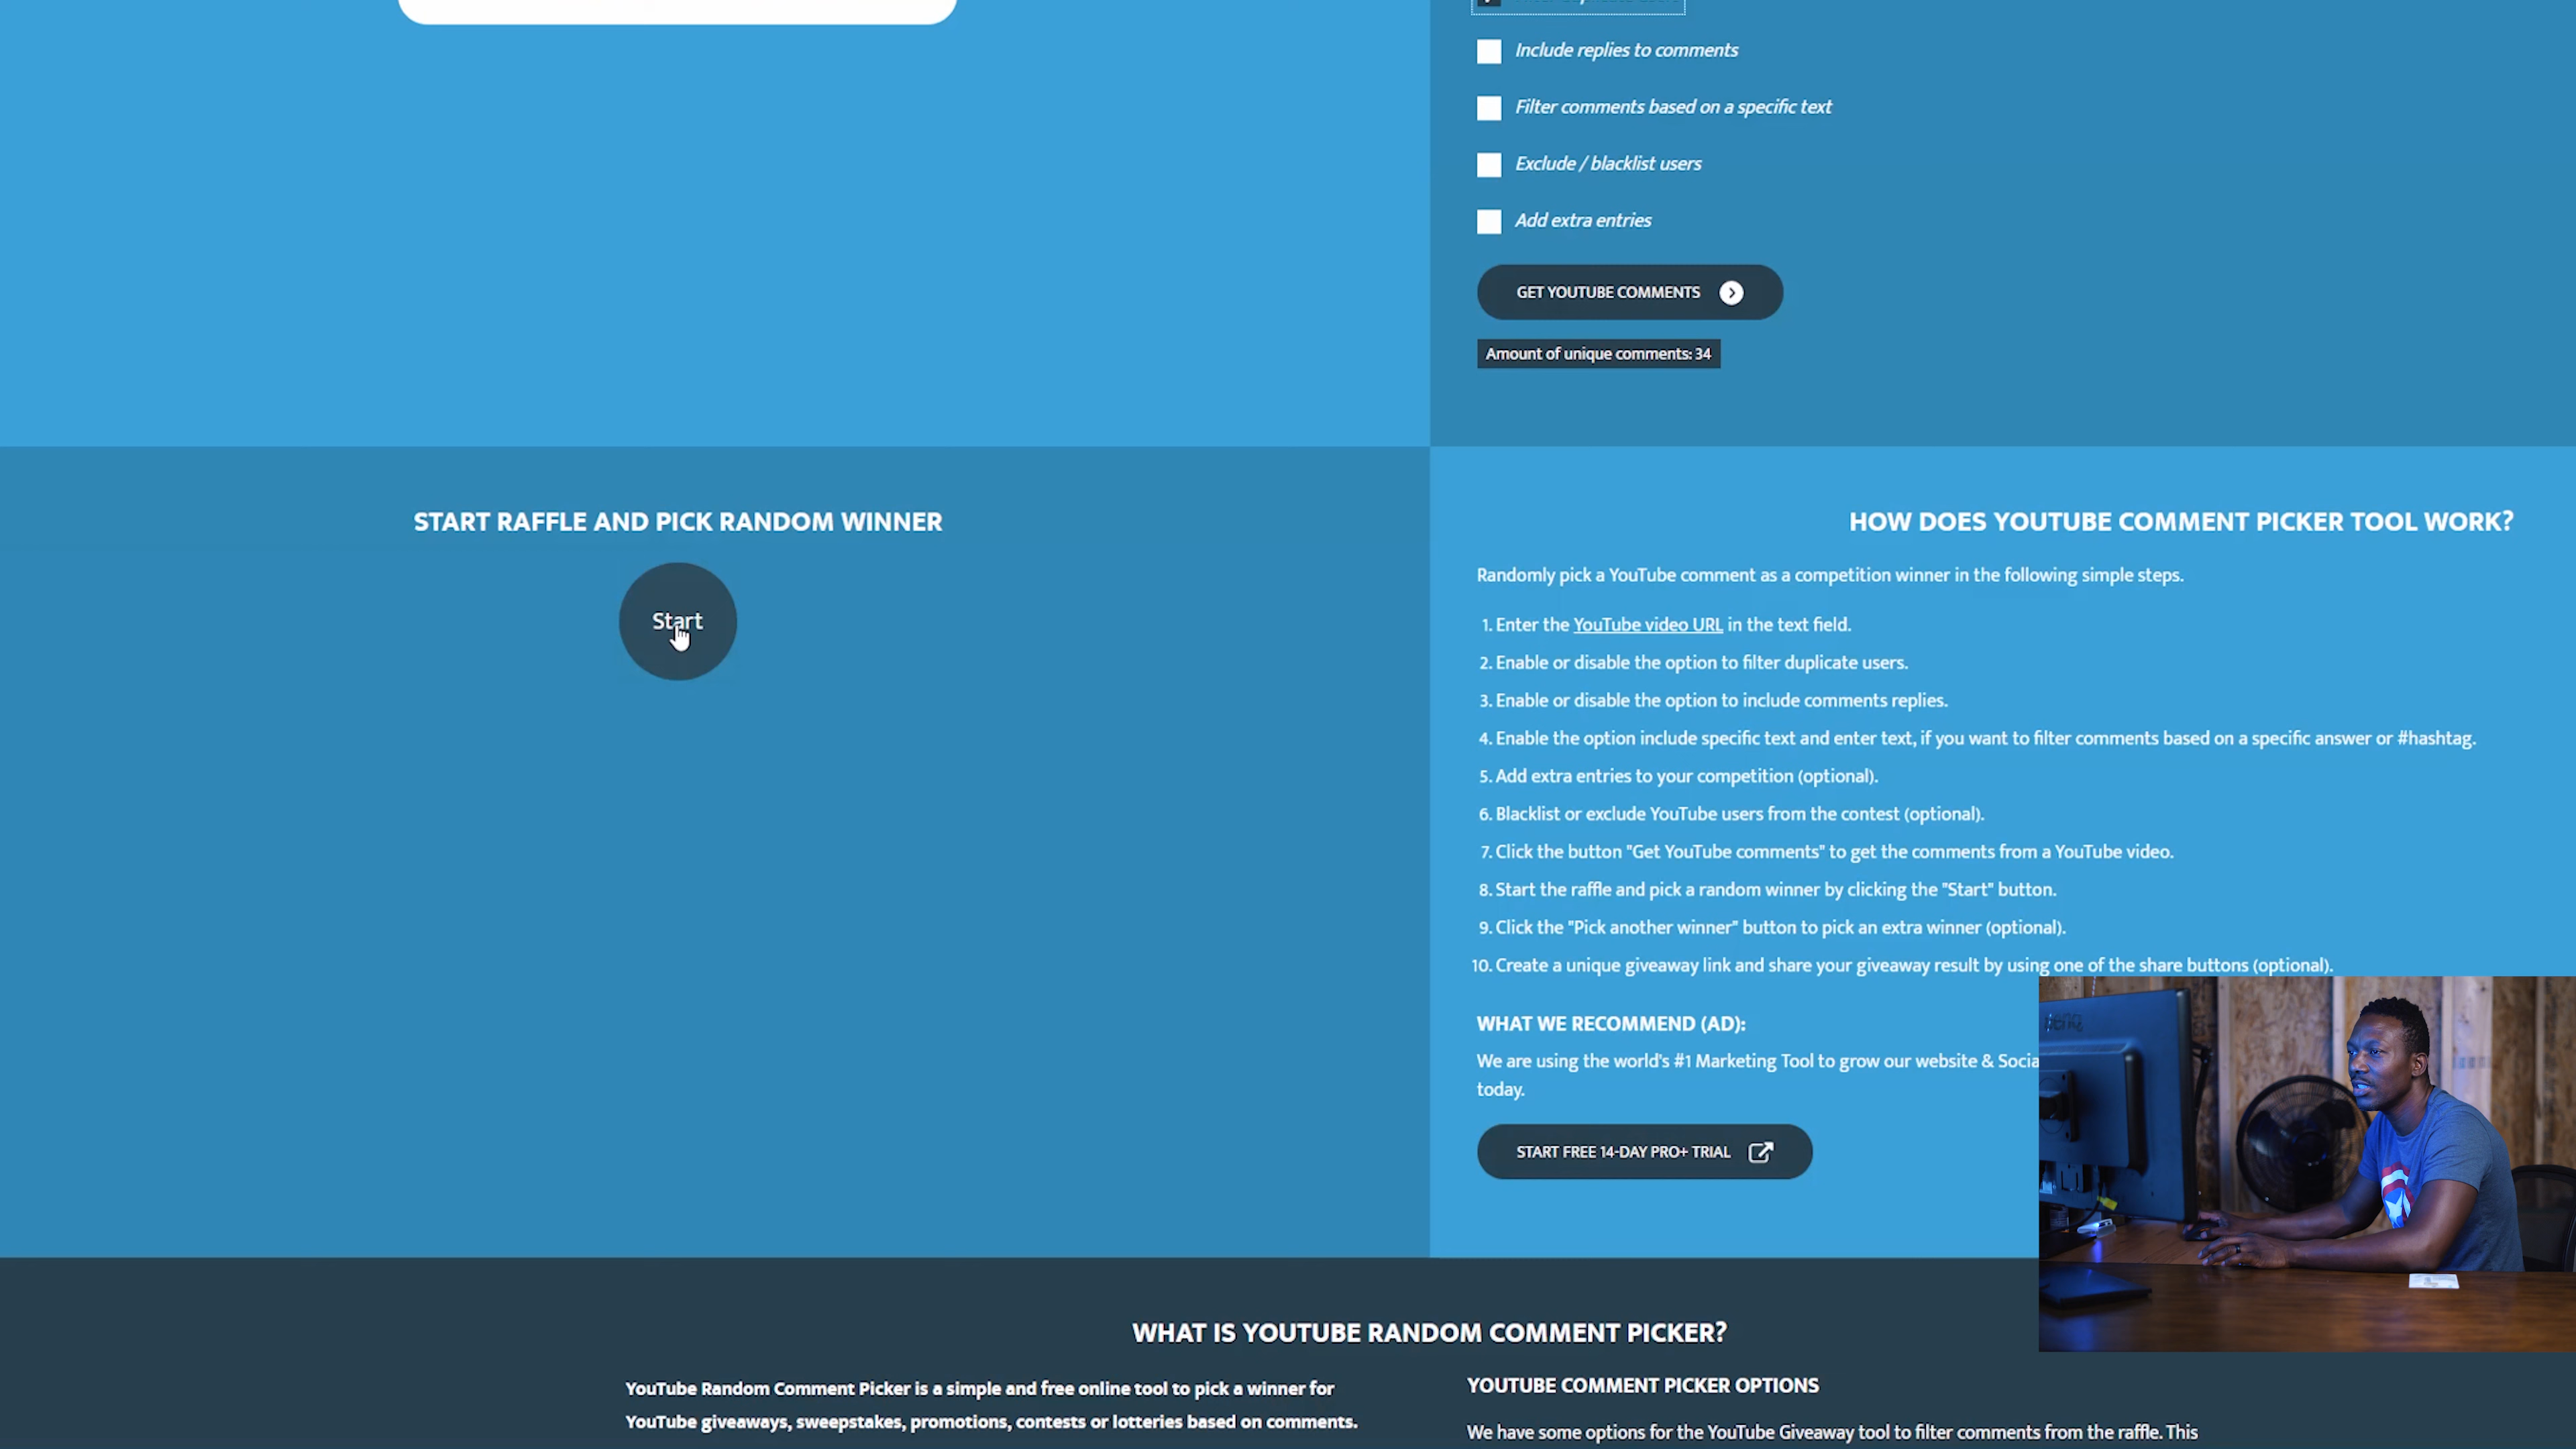 Include replies to comments
Filter comments based on a specific text
Exclude / blacklist users
Add extra entries
GET YOUTUBE COMMENTS
Amount of unique comments: 34
START RAFFLE AND PICK RANDOM WINNER
Start
HOW DOES YOUTUBE COMMENT PICKER TOOL WORK?
Randomly pick a YouTube comment as a competition winner in the following simple steps.
1. Enter the YouTube video URL in the text field.
2. Enable or disable the option to filter duplicate users.
3. Enable or disable the option to include comments replies.
4. Enable the option include specific text and enter text, if you want to filter comments based on a specific answer or #hashtag.
5. Add extra entries to your competition (optional).
6. Blacklist or exclude YouTube users from the contest (optional).
7. Click the button "Get YouTube comments" to get the comments from a YouTube video.
8. Start the raffle and pick a random winner by clicking the "Start" button.
9. Click the "Pick another winner" button to pick an extra winner (optional).
10. Create a unique giveaway link and share your giveaway result by using one of the share buttons (optional).
WHAT WE RECOMMEND (AD):
We are using the world's #1 Marketing Tool to grow our website & Socia
today.
START FREE 14-DAY PRO+ TRIAL
WHAT IS YOUTUBE RANDOM COMMENT PICKER?
YouTube Random Comment Picker is a simple and free online tool to pick a winner for
YouTube giveaways, sweepstakes, promotions, contests or lotteries based on comments.
YOUTUBE COMMENT PICKER OPTIONS
We have some options for the YouTube Giveaway tool to filter comments from the raffle. This